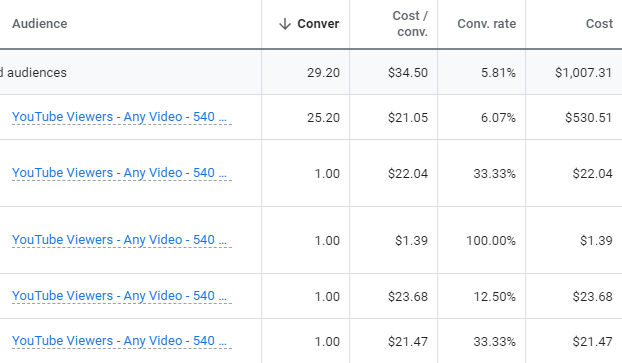 Audience Conver Cost / conv. Conv. rate Cost
d audiences 29.20 $34.50 5.81% $1,007.31
YouTube Viewers - Any Video - 540 ... 25.20 $21.05 6.07% $530.51
YouTube Viewers - Any Video - 540 ... 1.00 $22.04 33.33% $22.04
YouTube Viewers - Any Video - 540 ... 1.00 $1.39 100.00% $1.39
YouTube Viewers - Any Video - 540 ... 1.00 $23.68 12.50% $23.68
YouTube Viewers - Any Video - 540 ... 1.00 $21.47 33.33% $21.47